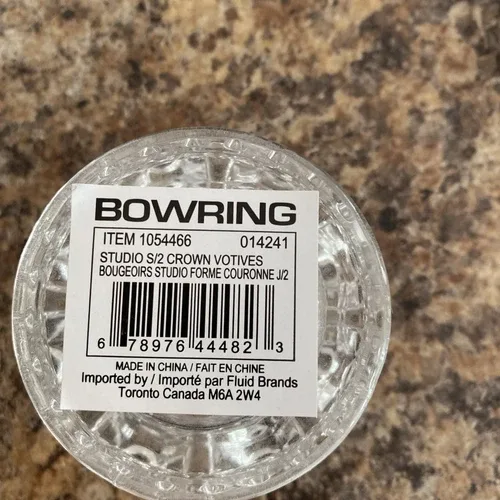 BOWRING
ITEM 1054466 014241
STUDIO S/2 CROWN VOTIVES
BOUGEOIRS STUDIO FORME COURONNE J/2
6 78976 44482 3
MADE IN CHINA / FAIT EN CHINE
Imported by / Importé par Fluid Brands
Toronto Canada M6A 2W4